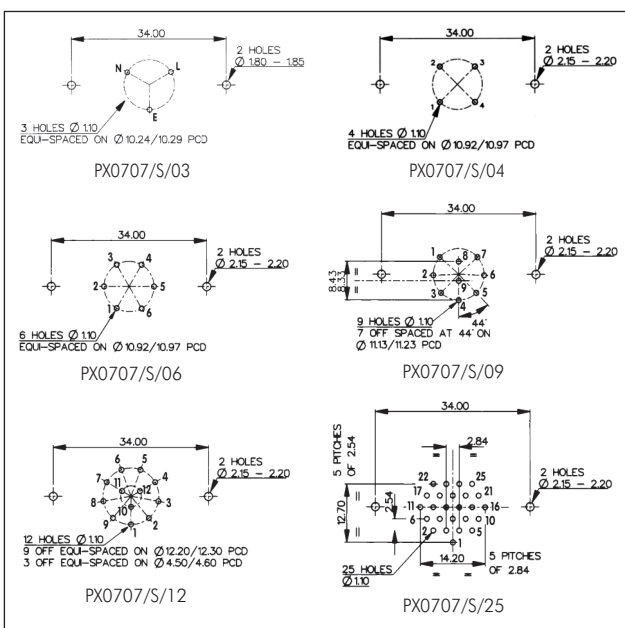 34.00
2 HOLES
Ø 1.80 - 1.85
N
L
E
3 HOLES Ø 1.10
EQUI-SPACED ON Ø 10.24/10.29 PCD
PX0707/S/03
34.00
2 HOLES
Ø 2.15 - 2.20
2
3
1
4
4 HOLES Ø 1.10
EQUI-SPACED ON Ø 10.92/10.97 PCD
PX0707/S/04
34.00
2 HOLES
Ø 2.15 - 2.20
3
4
2
5
1
6
6 HOLES Ø 1.10
EQUI-SPACED ON Ø 10.92/10.97 PCD
PX0707/S/06
34.00
2 HOLES
Ø 2.15 - 2.20
1
8
7
2
6
9
3
5
4
8.43
8.33
=
=
44'
9 HOLES Ø 1.10
7 OFF SPACED AT 44' ON
Ø 11.13/11.23 PCD
PX0707/S/09
34.00
2 HOLES
Ø 2.15 - 2.20
6
5
7
4
11
12
8
3
10
9
2
1
12 HOLES Ø 1.10
9 OFF EQUI-SPACED ON Ø 12.20/12.30 PCD
3 OFF EQUI-SPACED ON Ø 4.50/4.60 PCD
PX0707/S/12
34.00
5 PITCHES
OF 2.54
2.84
=
=
2 HOLES
Ø 2.15 - 2.20
22
25
17
21
11
16
6
10
2
5
1
12.70
=
=
2.54
25 HOLES
Ø 1.10
14.20
=
=
5 PITCHES
OF 2.84
PX0707/S/25